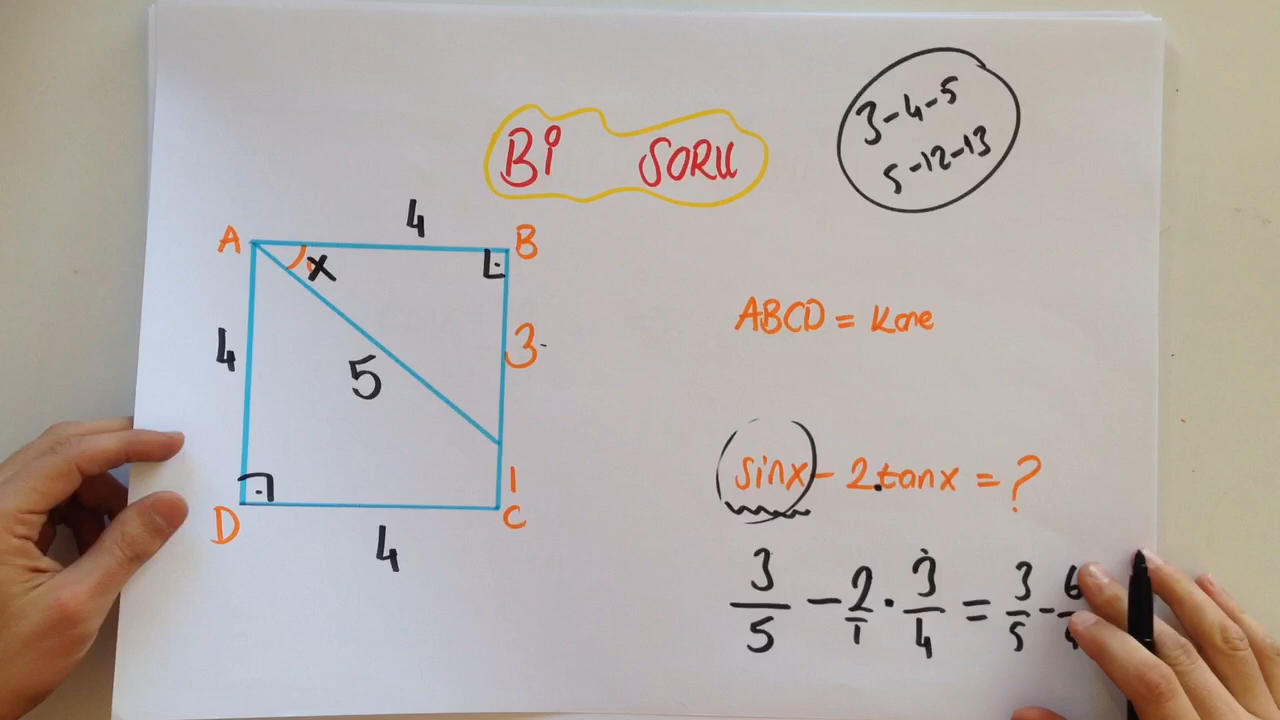 Bi SORU
3-4-5
5-12-13
4
A
x
B
4
5
3
1
D
C
4
ABCD = Kare
sinx - 2.tanx = ?
3/5 - 2/1 · 3/4 = 3/5 - 6